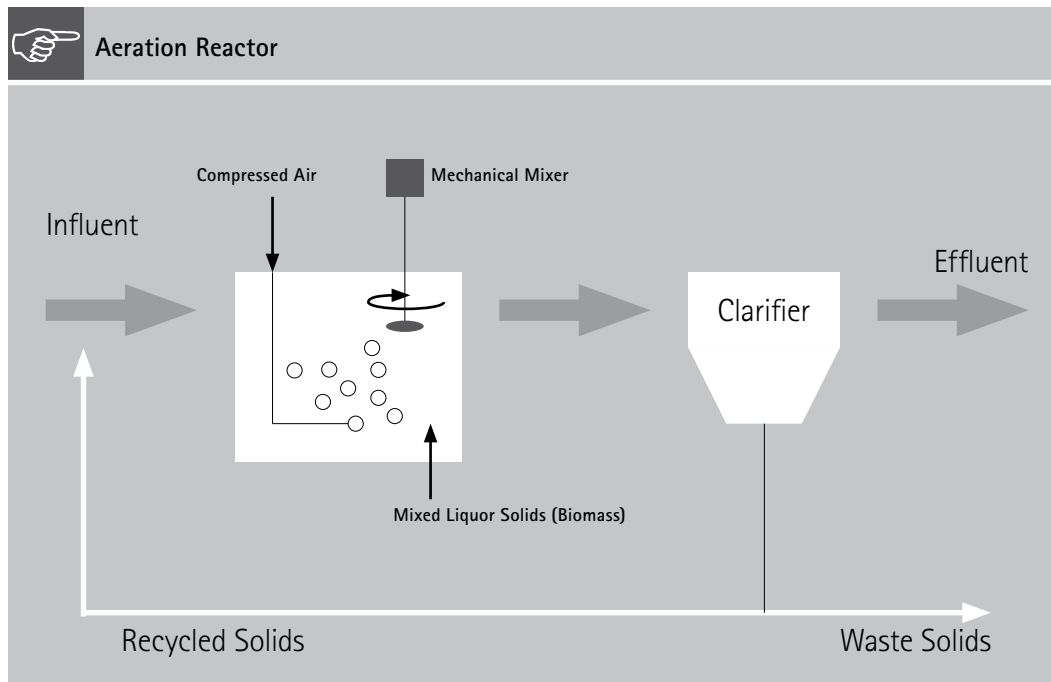 Aeration Reactor
Compressed Air
Mechanical Mixer
Influent
Effluent
Clarifier
Mixed Liquor Solids (Biomass)
Recycled Solids
Waste Solids